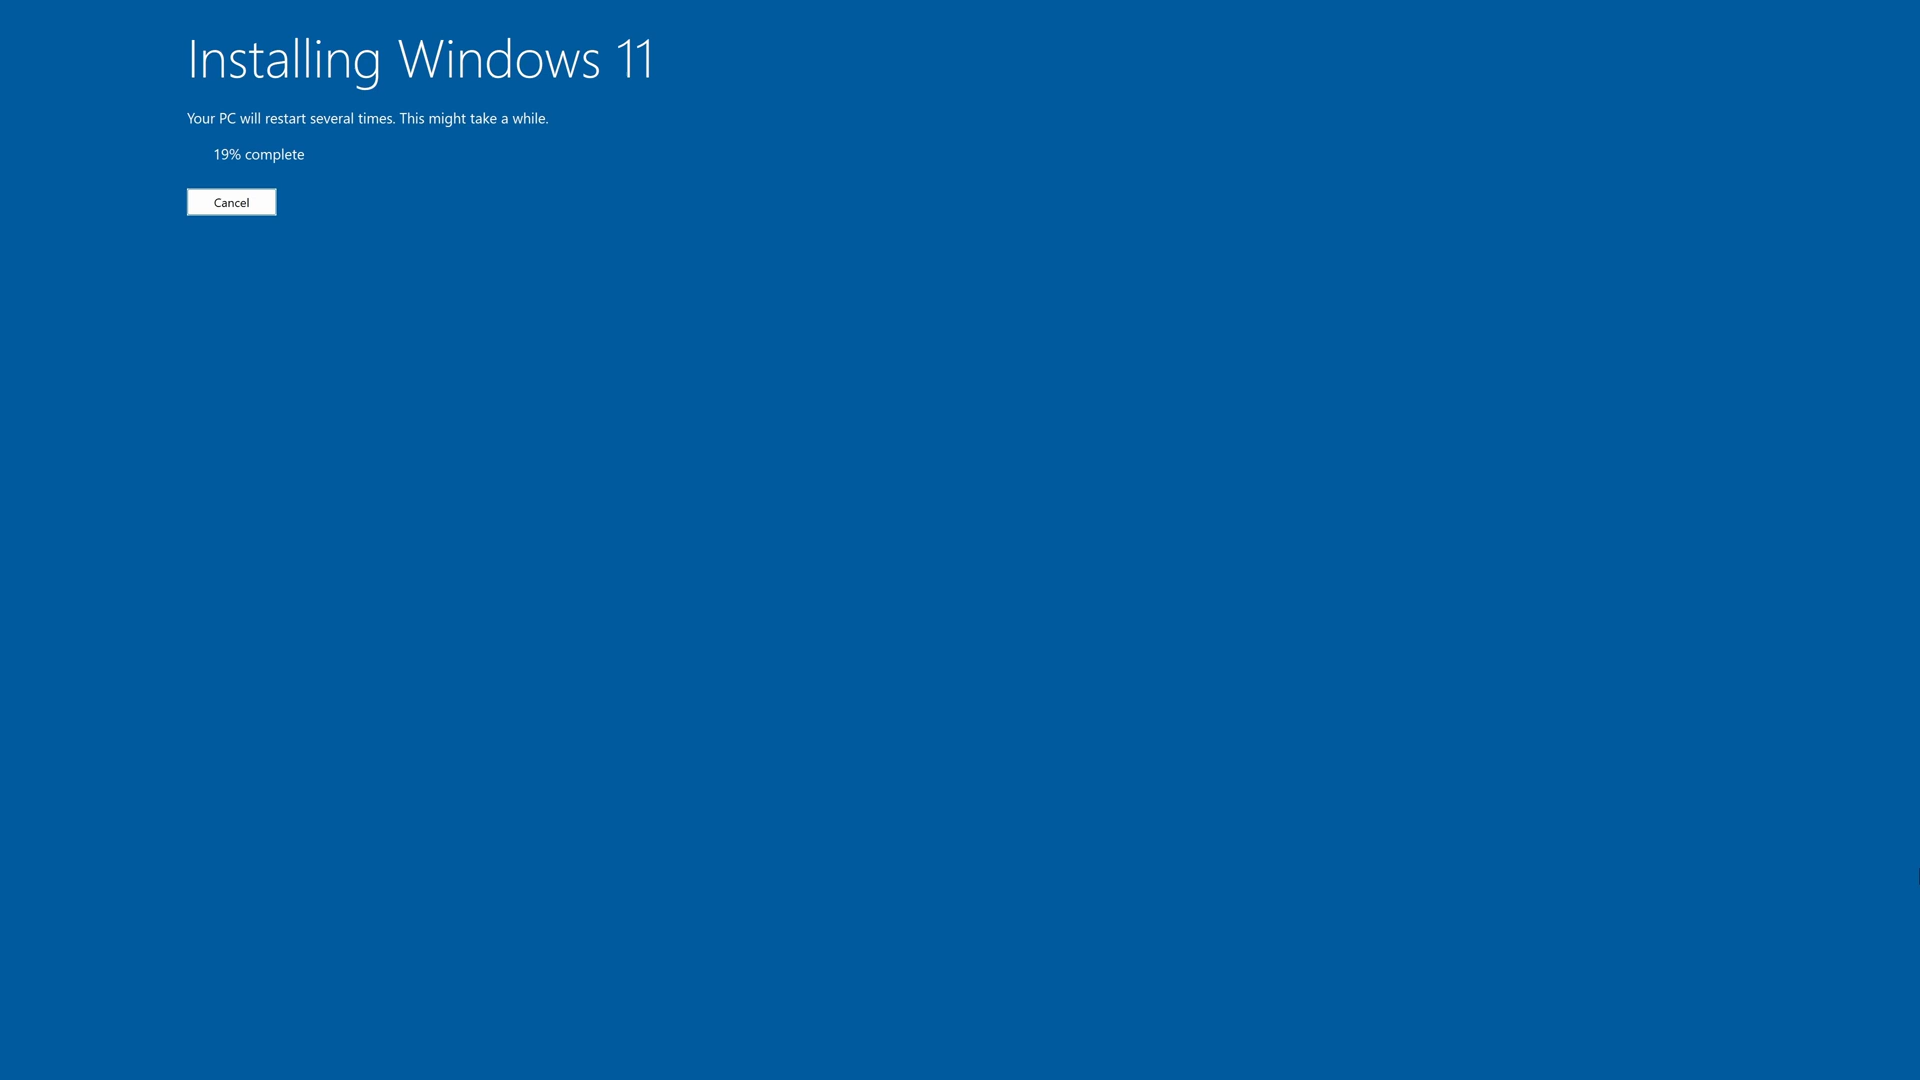 Installing Windows 11
Your PC will restart several times. This might take a while.
19% complete
Cancel